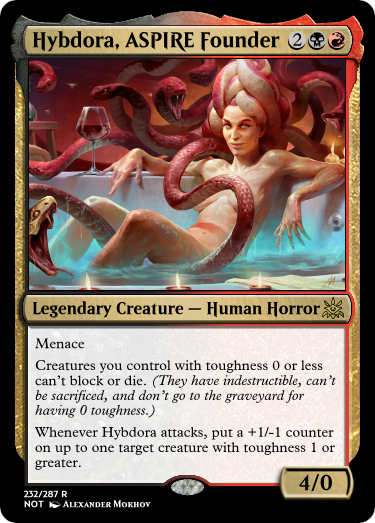 Hybdora, ASPIRE Founder 2
Legendary Creature — Human Horror
Menace
Creatures you control with toughness 0 or less
can't block or die. (They have indestructible, can't
be sacrificed, and don't go to the graveyard for
having 0 toughness.)
Whenever Hybdora attacks, put a +1/-1 counter
on up to one target creature with toughness 1 or
greater.
4/0
232/287 R
NOT Alexander Mokhov